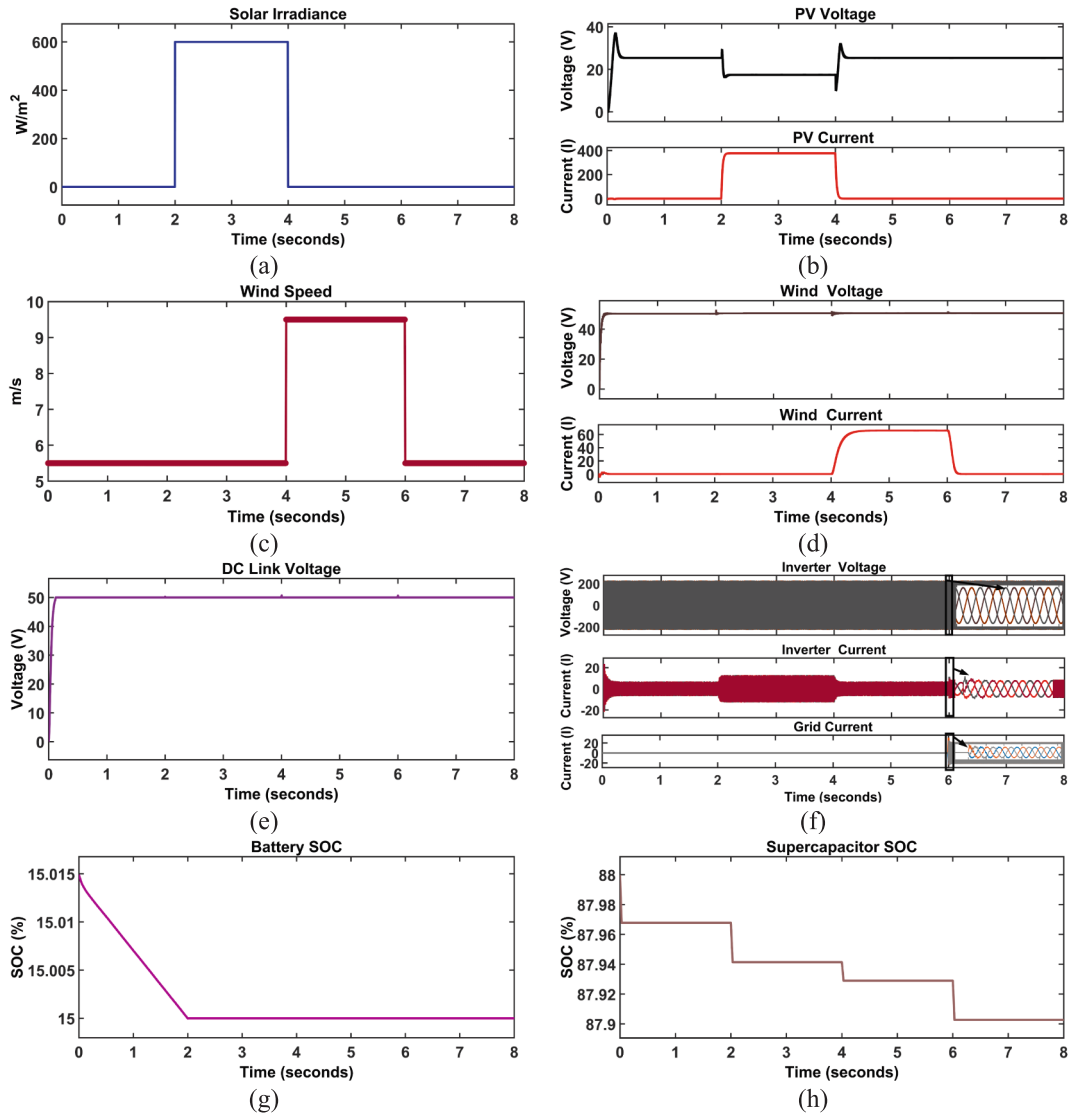 Solar Irradiance
W/m2
600
400
200
0
0 1 2 3 4 5 6 7 8
Time (seconds)
(a)
PV Voltage
Voltage (V)
40
20
0
PV Current
Current (I)
400
200
0
0 1 2 3 4 5 6 7 8
Time (seconds)
(b)
Wind Speed
m/s
10
9
8
7
6
5
0 1 2 3 4 5 6 7 8
Time (seconds)
(c)
Wind Voltage
Voltage (V)
40
20
0
Wind Current
Current (I)
60
40
20
0
0 1 2 3 4 5 6 7 8
Time (seconds)
(d)
DC Link Voltage
Voltage (V)
50
40
30
20
10
0
0 1 2 3 4 5 6 7 8
Time (seconds)
(e)
Inverter Voltage
Voltage (V)
200
0
-200
Inverter Current
Current (I)
20
0
-20
Grid Current
Current (I)
20
0
-20
0 1 2 3 4 5 6 7 8
Time (seconds)
(f)
Battery SOC
SOC (%)
15.015
15.01
15.005
15
0 1 2 3 4 5 6 7 8
Time (seconds)
(g)
Supercapacitor SOC
SOC (%)
88
87.98
87.96
87.94
87.92
87.9
0 1 2 3 4 5 6 7 8
Time (seconds)
(h)